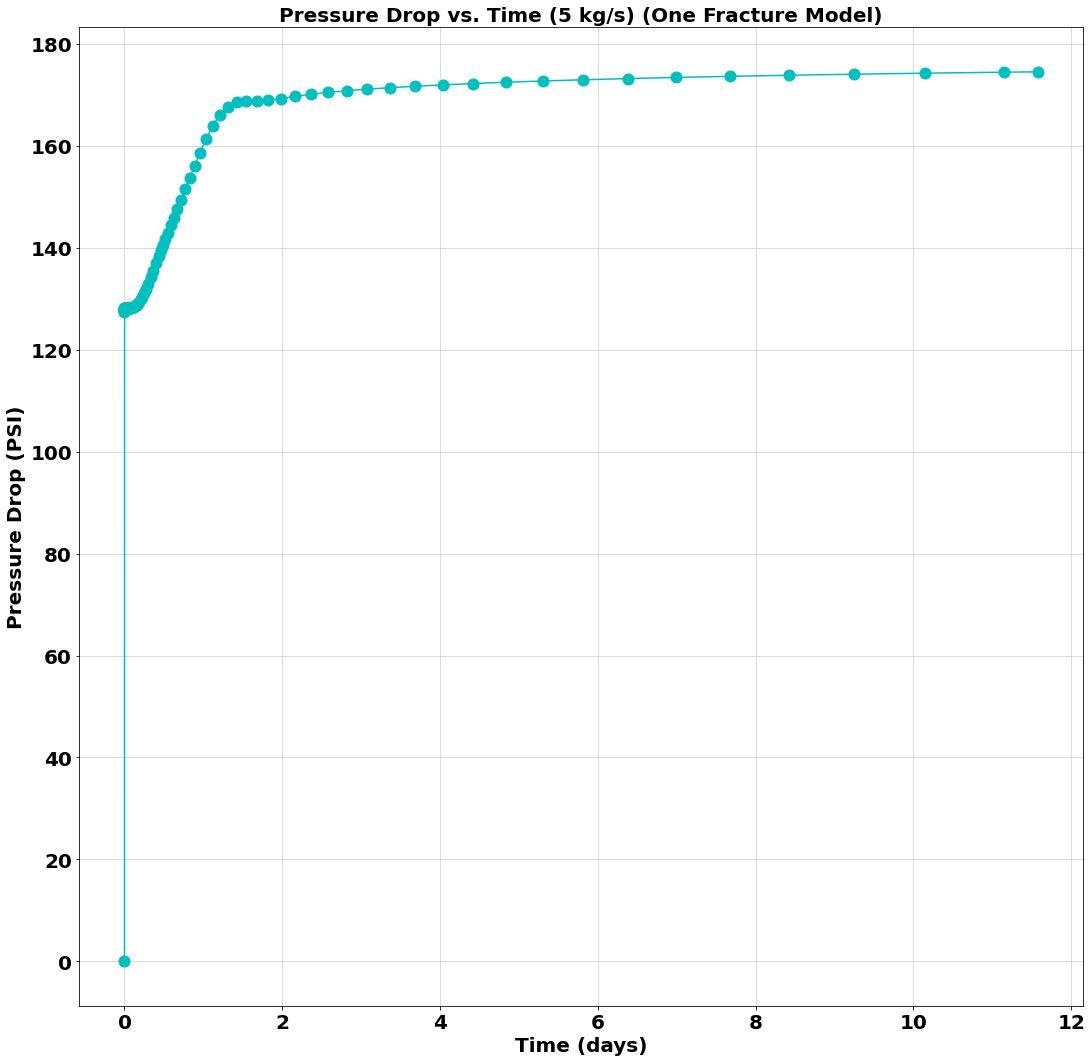 Pressure Drop vs. Time (5 kg/s) (One Fracture Model)
180
160
140
120
100
80
60
40
20
0
Pressure Drop (PSI)
0 2 4 6 8 10 12
Time (days)